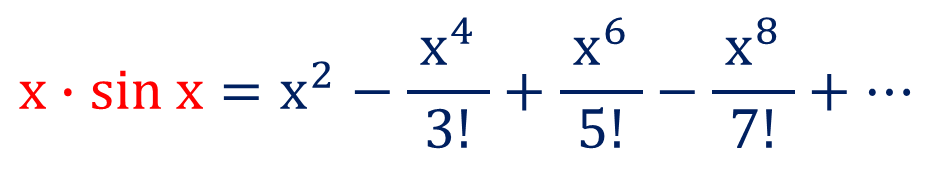 x · sin x = x² − x⁴/3! + x⁶/5! − x⁸/7! + ⋯